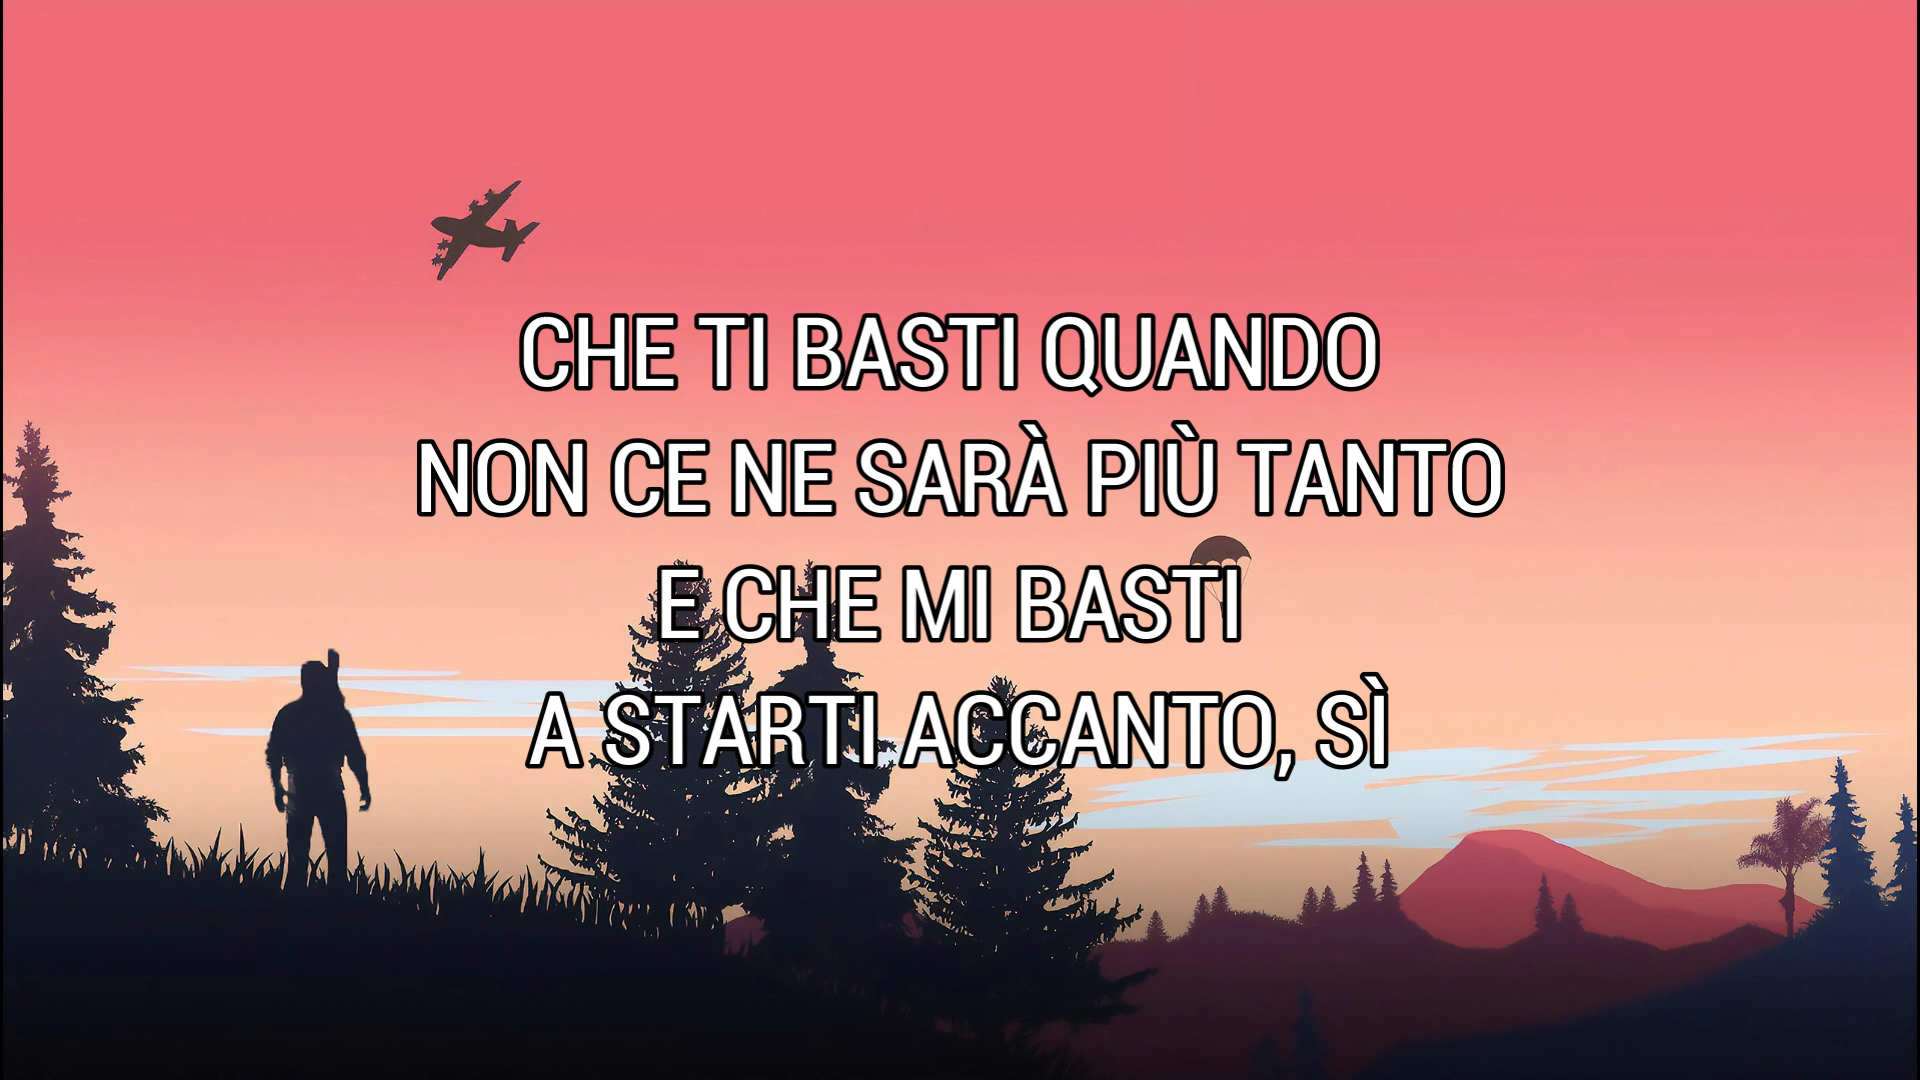 CHE TI BASTI QUANDO
NON CE NE SARÀ PIÙ TANTO
E CHE MI BASTI
A STARTI ACCANTO, SÌ